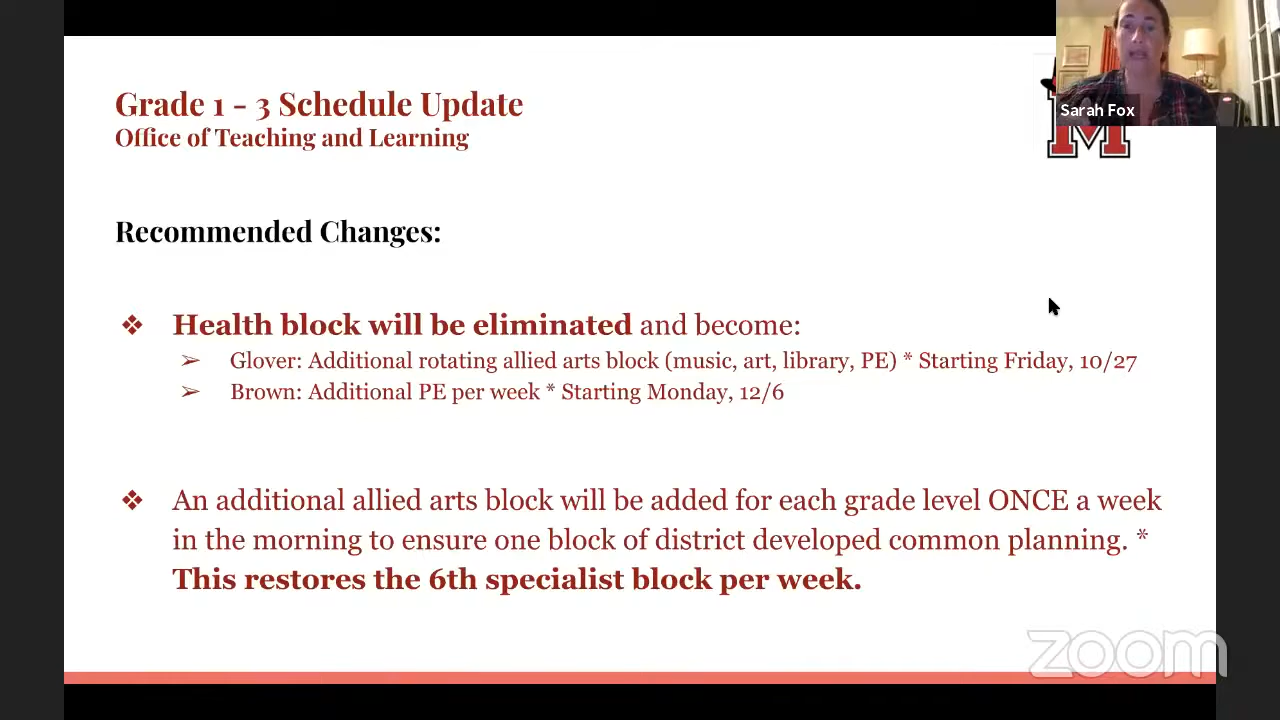 Sarah Fox
M
Grade 1 - 3 Schedule Update
Office of Teaching and Learning
Recommended Changes:
❖ Health block will be eliminated and become:
➢ Glover: Additional rotating allied arts block (music, art, library, PE) * Starting Friday, 10/27
➢ Brown: Additional PE per week * Starting Monday, 12/6
❖ An additional allied arts block will be added for each grade level ONCE a week
in the morning to ensure one block of district developed common planning. *
This restores the 6th specialist block per week.
zoom